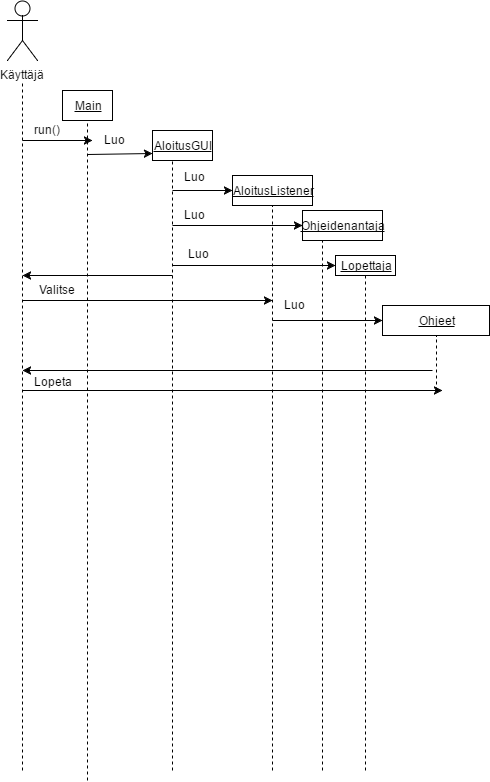 Käyttäjä
Main
run()
Luo
AloitusGUI
Luo
AloitusListener
Luo
Ohjeidenantaja
Luo
Lopettaja
Valitse
Luo
Ohjeet
Lopeta